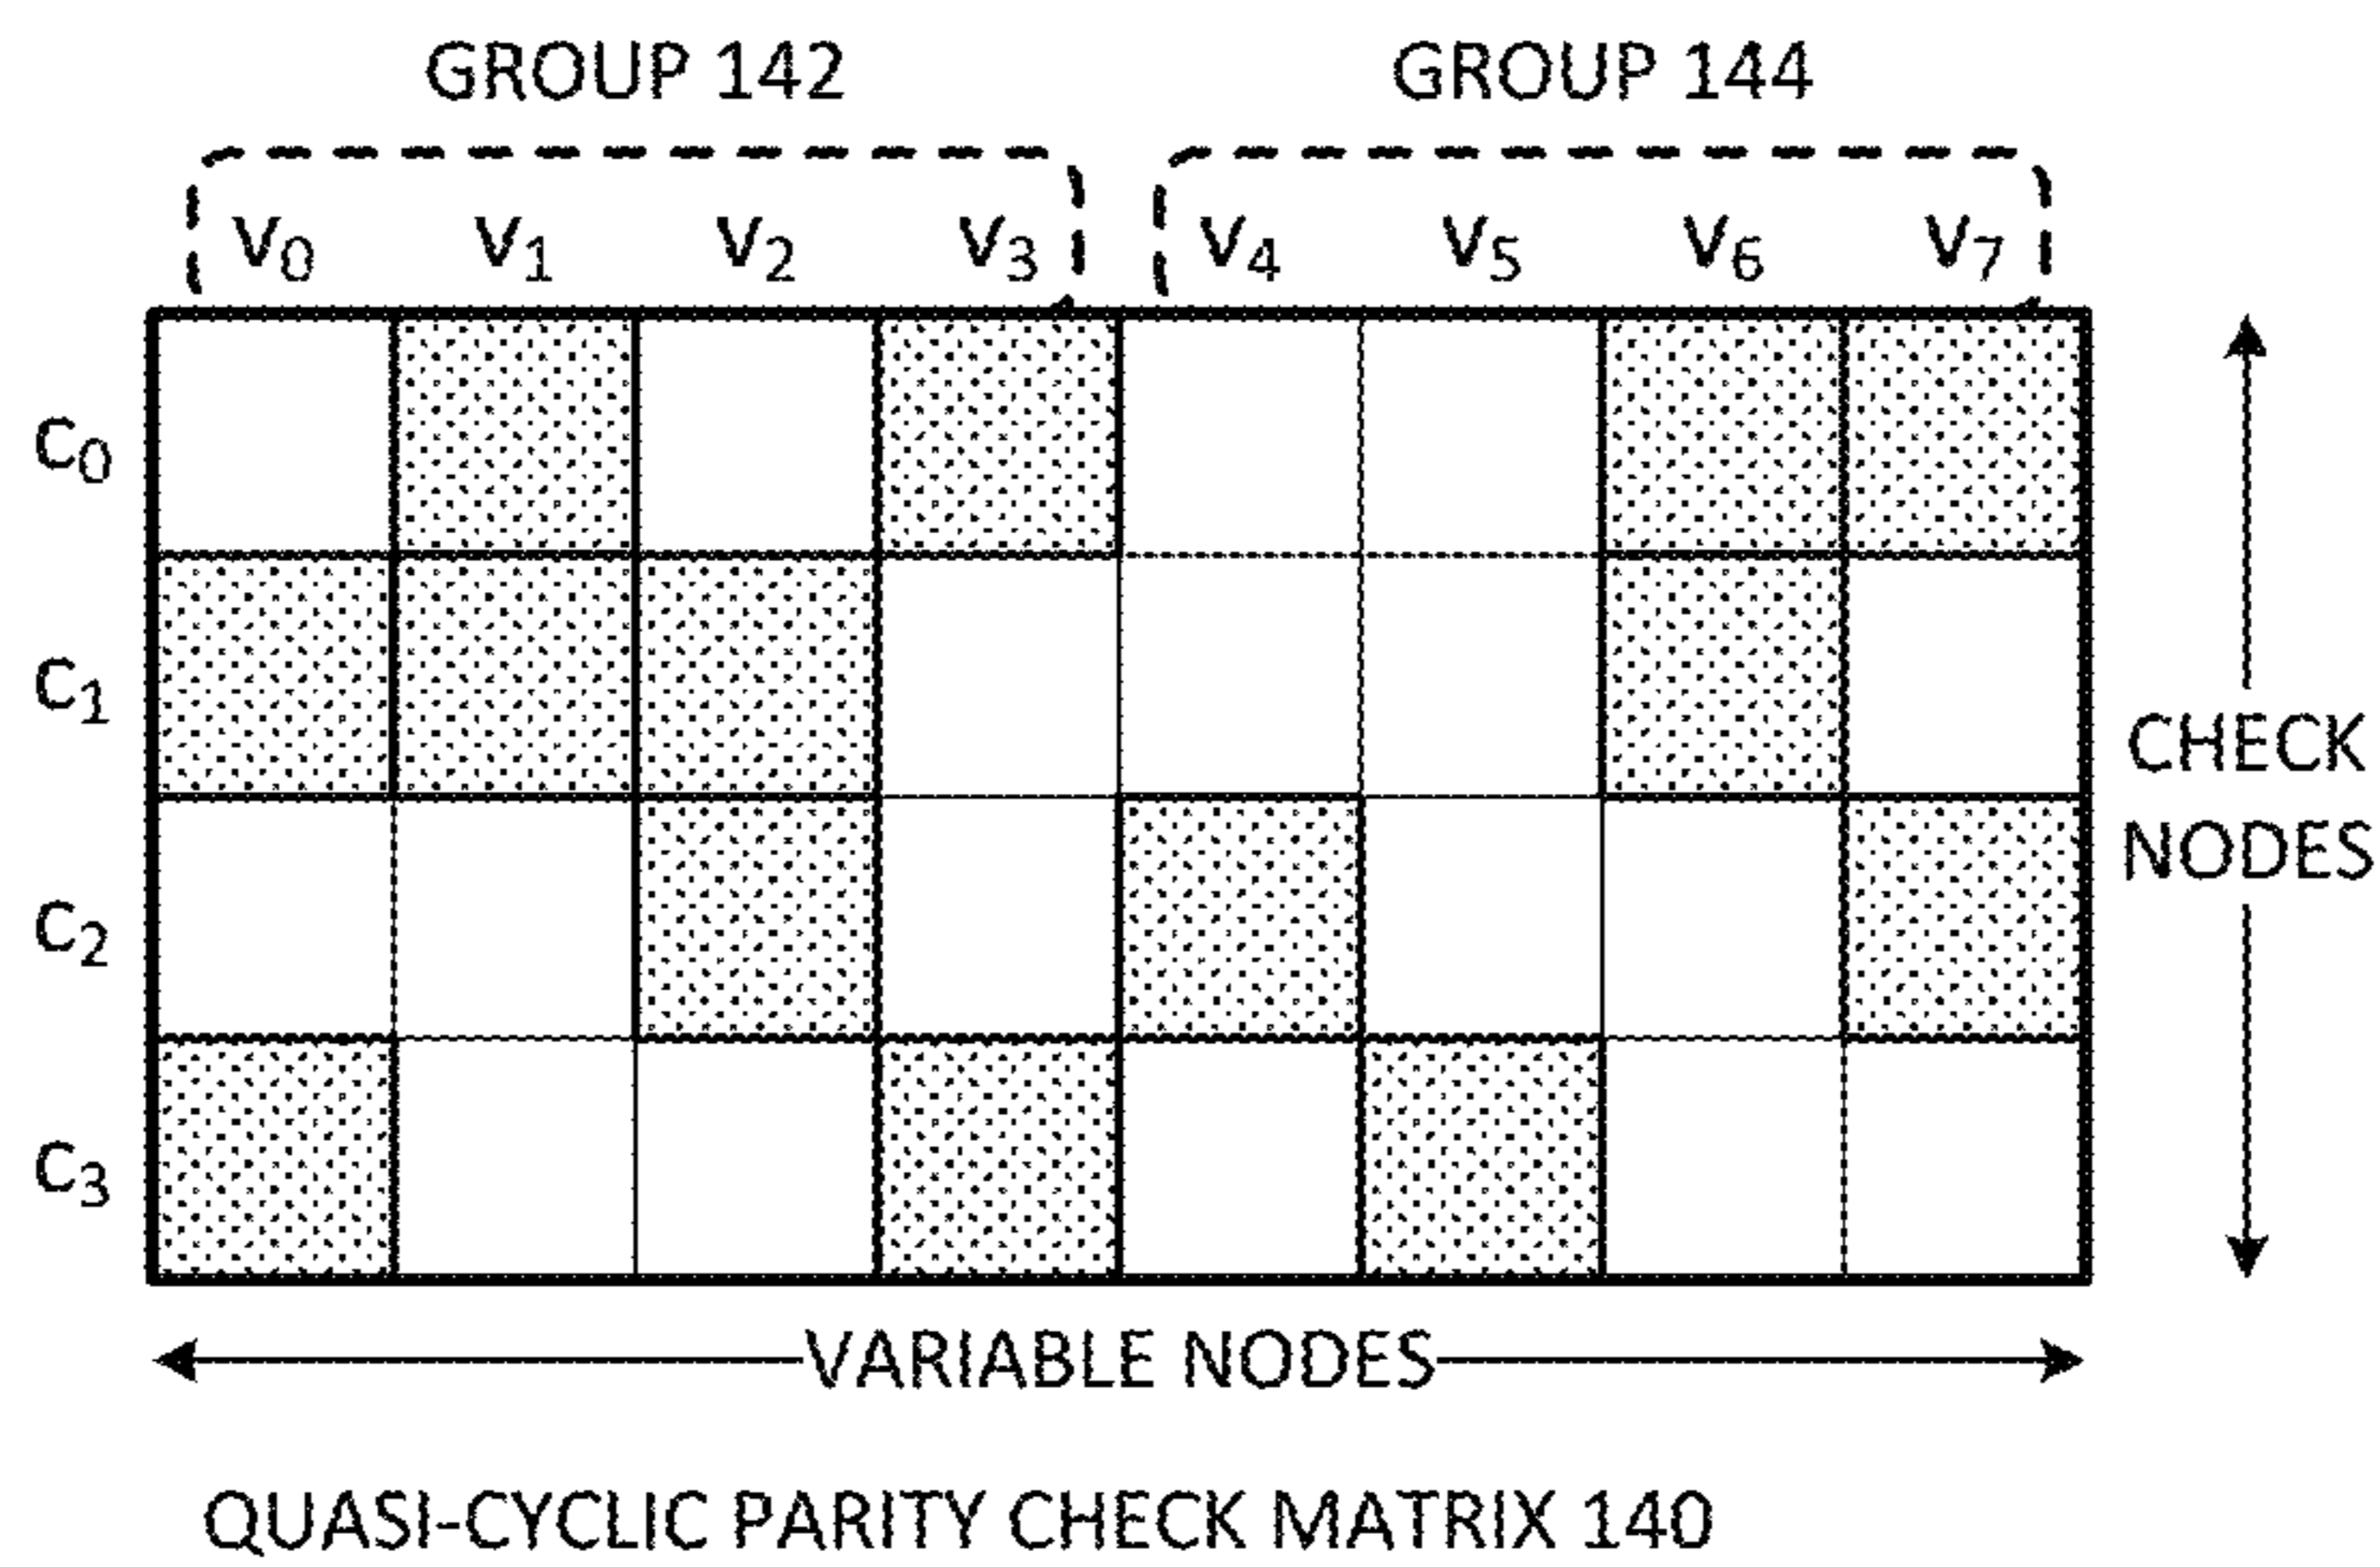 GROUP 142 GROUP 144
v0 v1 v2 v3 v4 v5 v6 v7
c0
c1
c2
c3
CHECK
NODES
VARIABLE NODES
QUASI-CYCLIC PARITY CHECK MATRIX 140